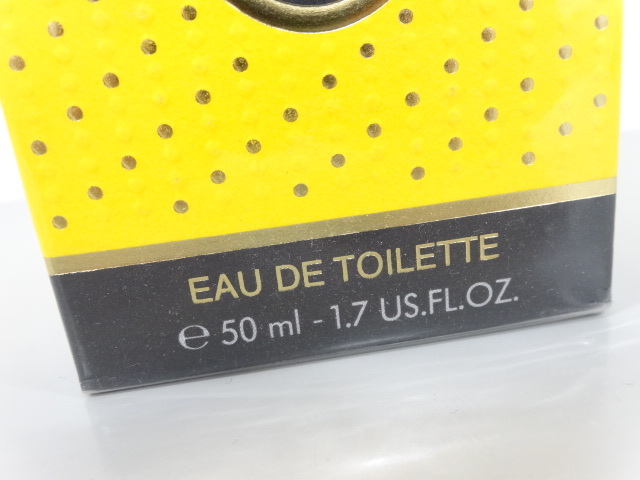 EAU DE TOILETTE
℮ 50 ml - 1.7 US.FL.OZ.